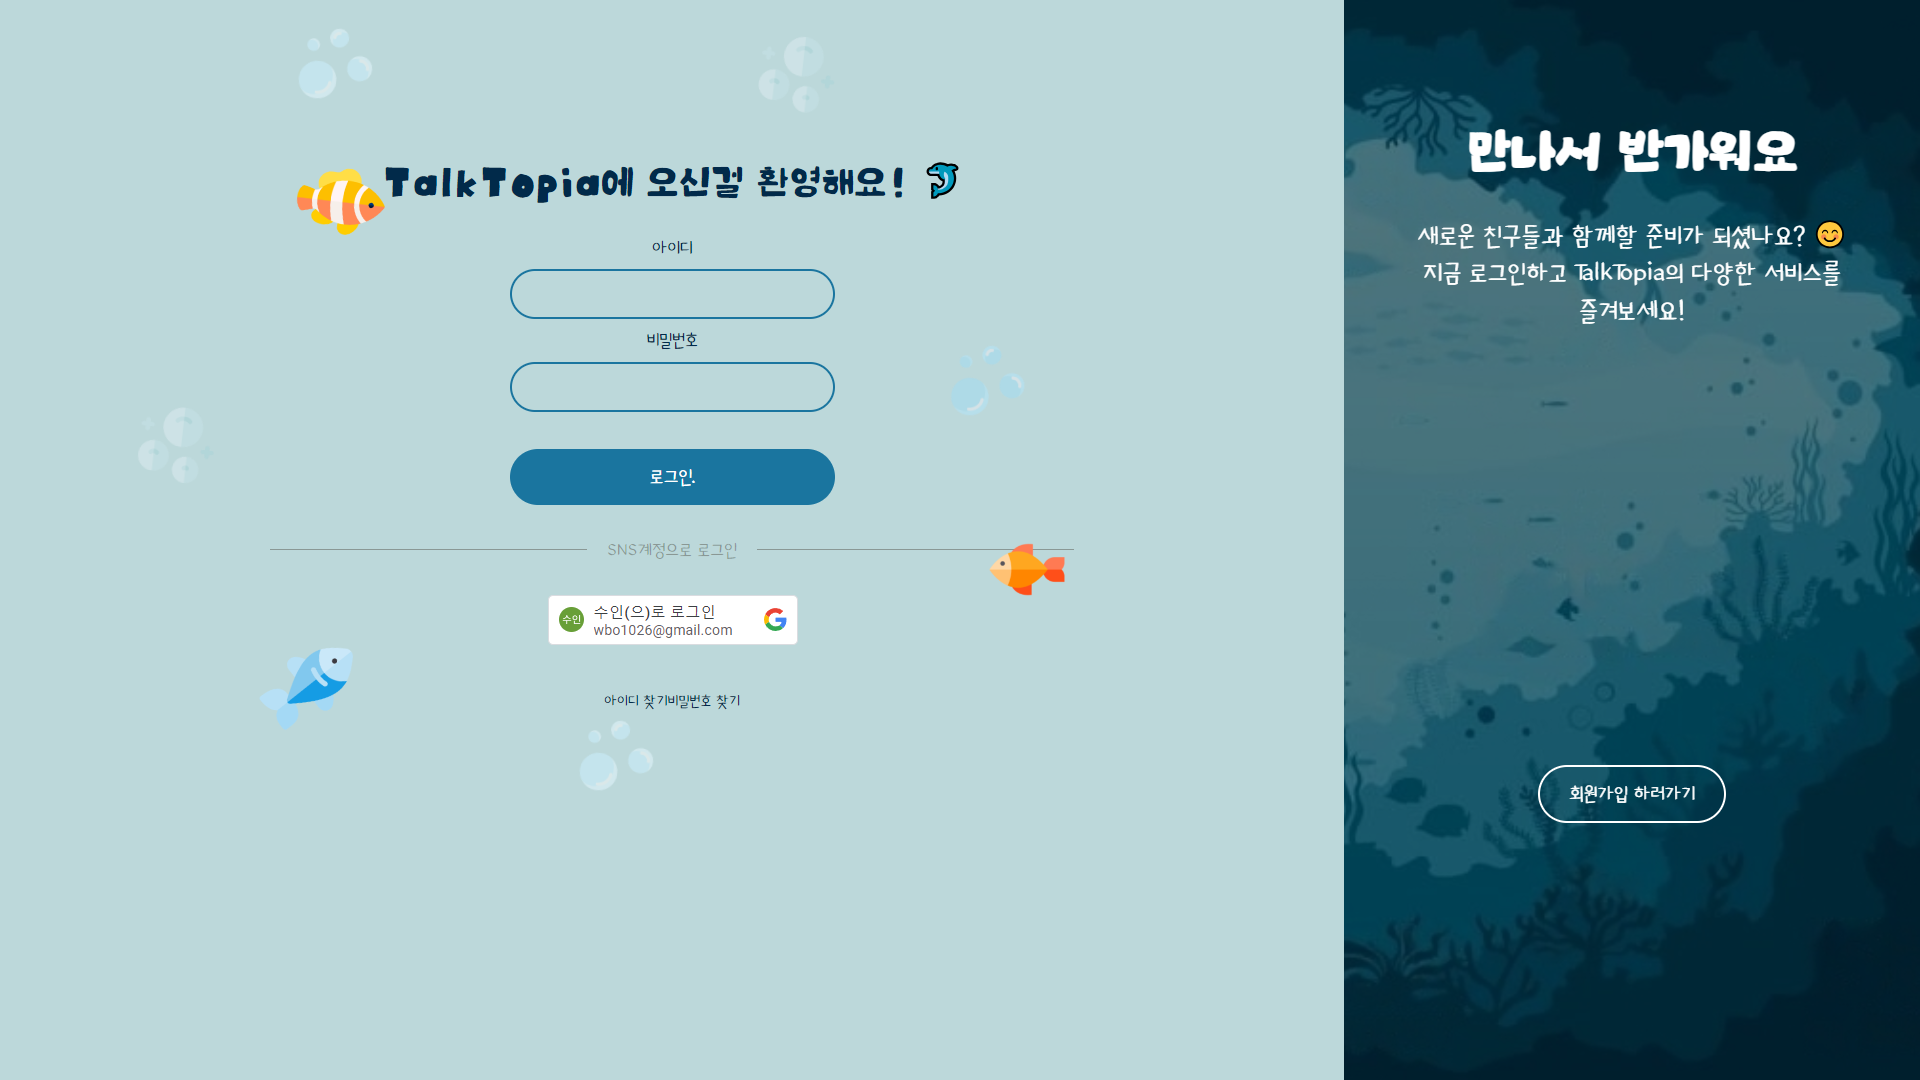 TalkTopia에 오신걸 환영해요!
아이디
비밀번호
로그인.
SNS계정으로 로그인
수인
수인(으)로 로그인
wbo1026@gmail.com
아이디 찾기비밀번호 찾기
만나서 반가워요
새로운 친구들과 함께할 준비가 되셨나요? 😊
지금 로그인하고 TalkTopia의 다양한 서비스를
즐겨보세요!
회원가입 하러가기